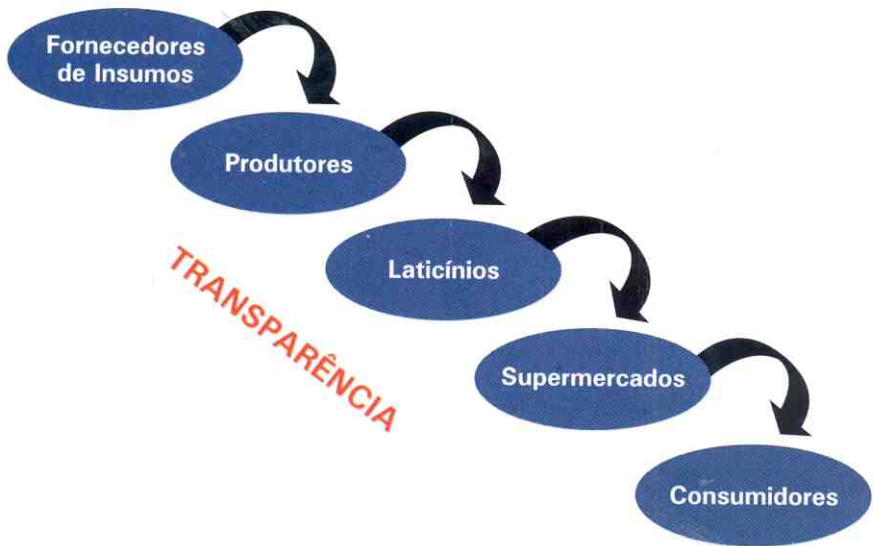 Fornecedores
de Insumos
Produtores
Laticínios
TRANSPARÊNCIA
Supermercados
Consumidores